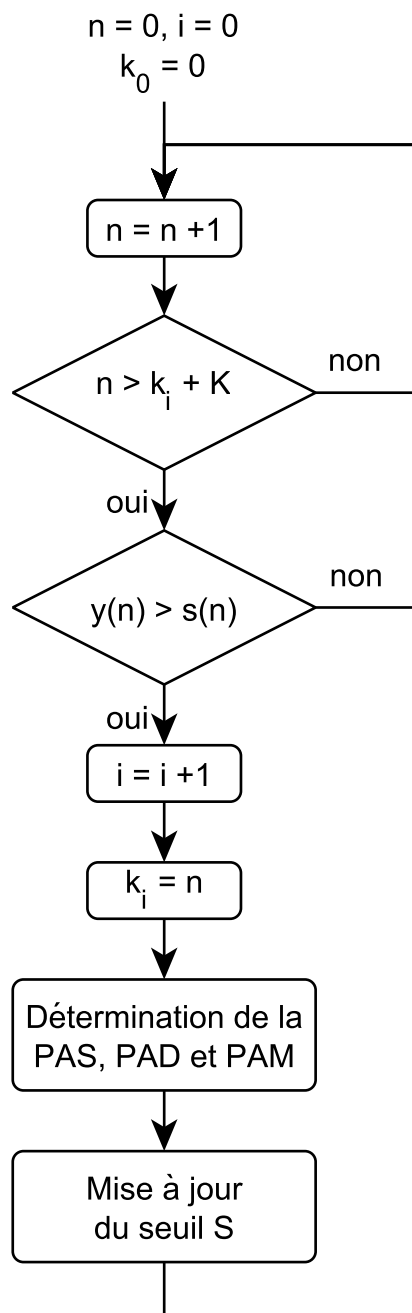 n = 0, i = 0
k₀ = 0
n = n +1
n > kᵢ + K
non
oui
y(n) > s(n)
non
oui
i = i +1
kᵢ = n
Détermination de la
PAS, PAD et PAM
Mise à jour
du seuil S